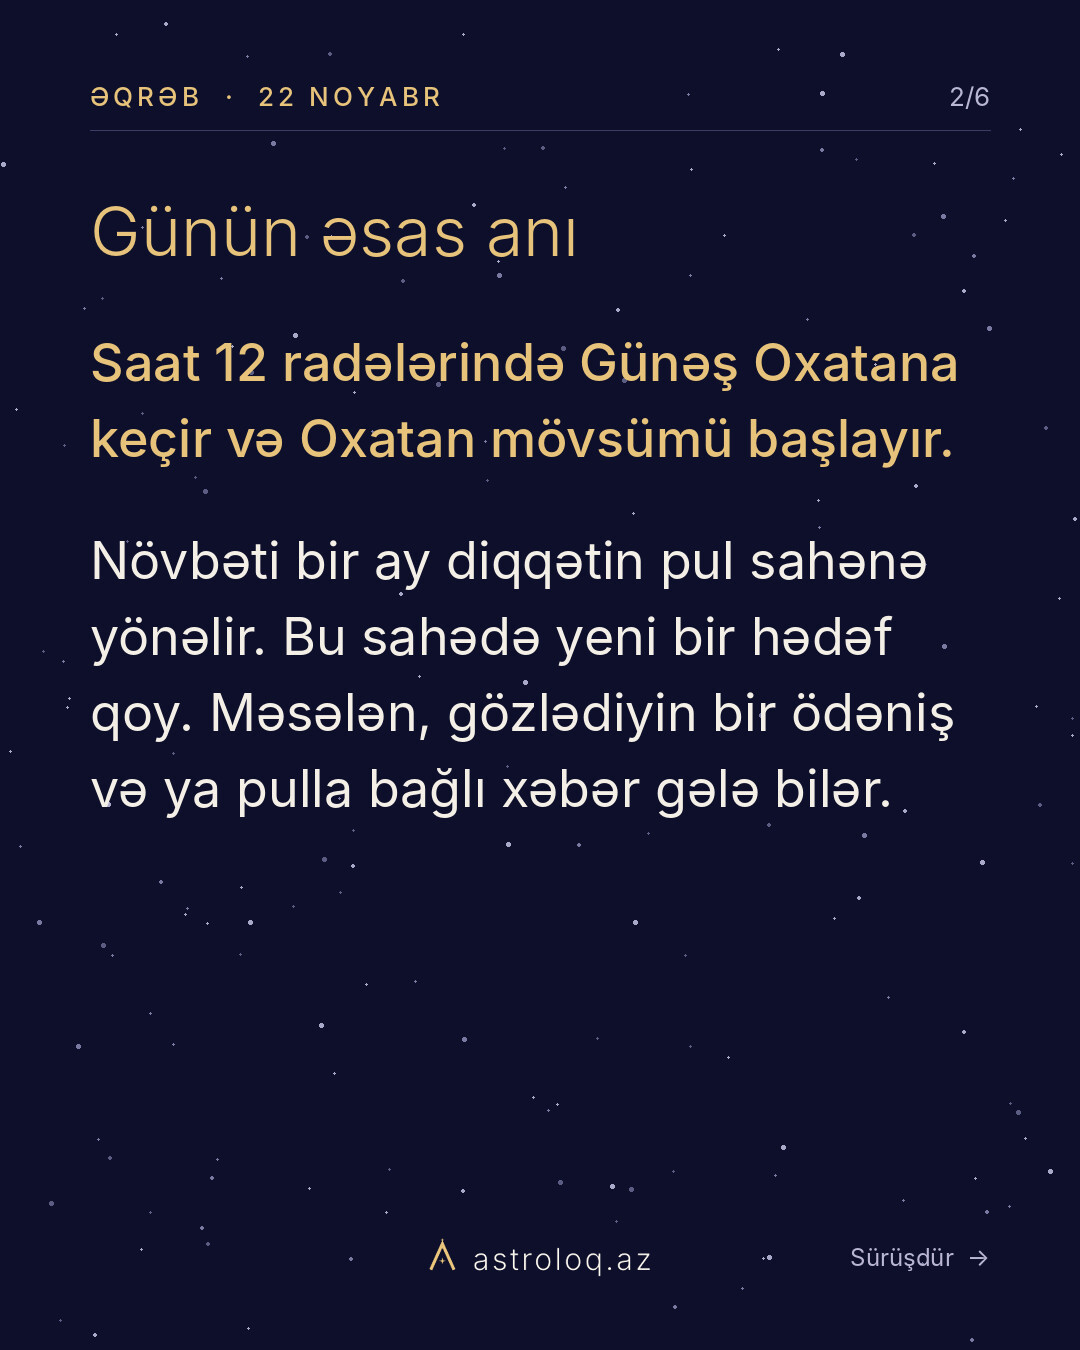 ƏQRƏB · 22 NOYABR
2/6
Günün əsas anı
Saat 12 radələrində Günəş Oxatana
keçir və Oxatan mövsümü başlayır.
Növbəti bir ay diqqətin pul sahənə
yönəlir. Bu sahədə yeni bir hədəf
qoy. Məsələn, gözlədiyin bir ödəniş
və ya pulla bağlı xəbər gələ bilər.
astroloq.az
Sürüşdür →